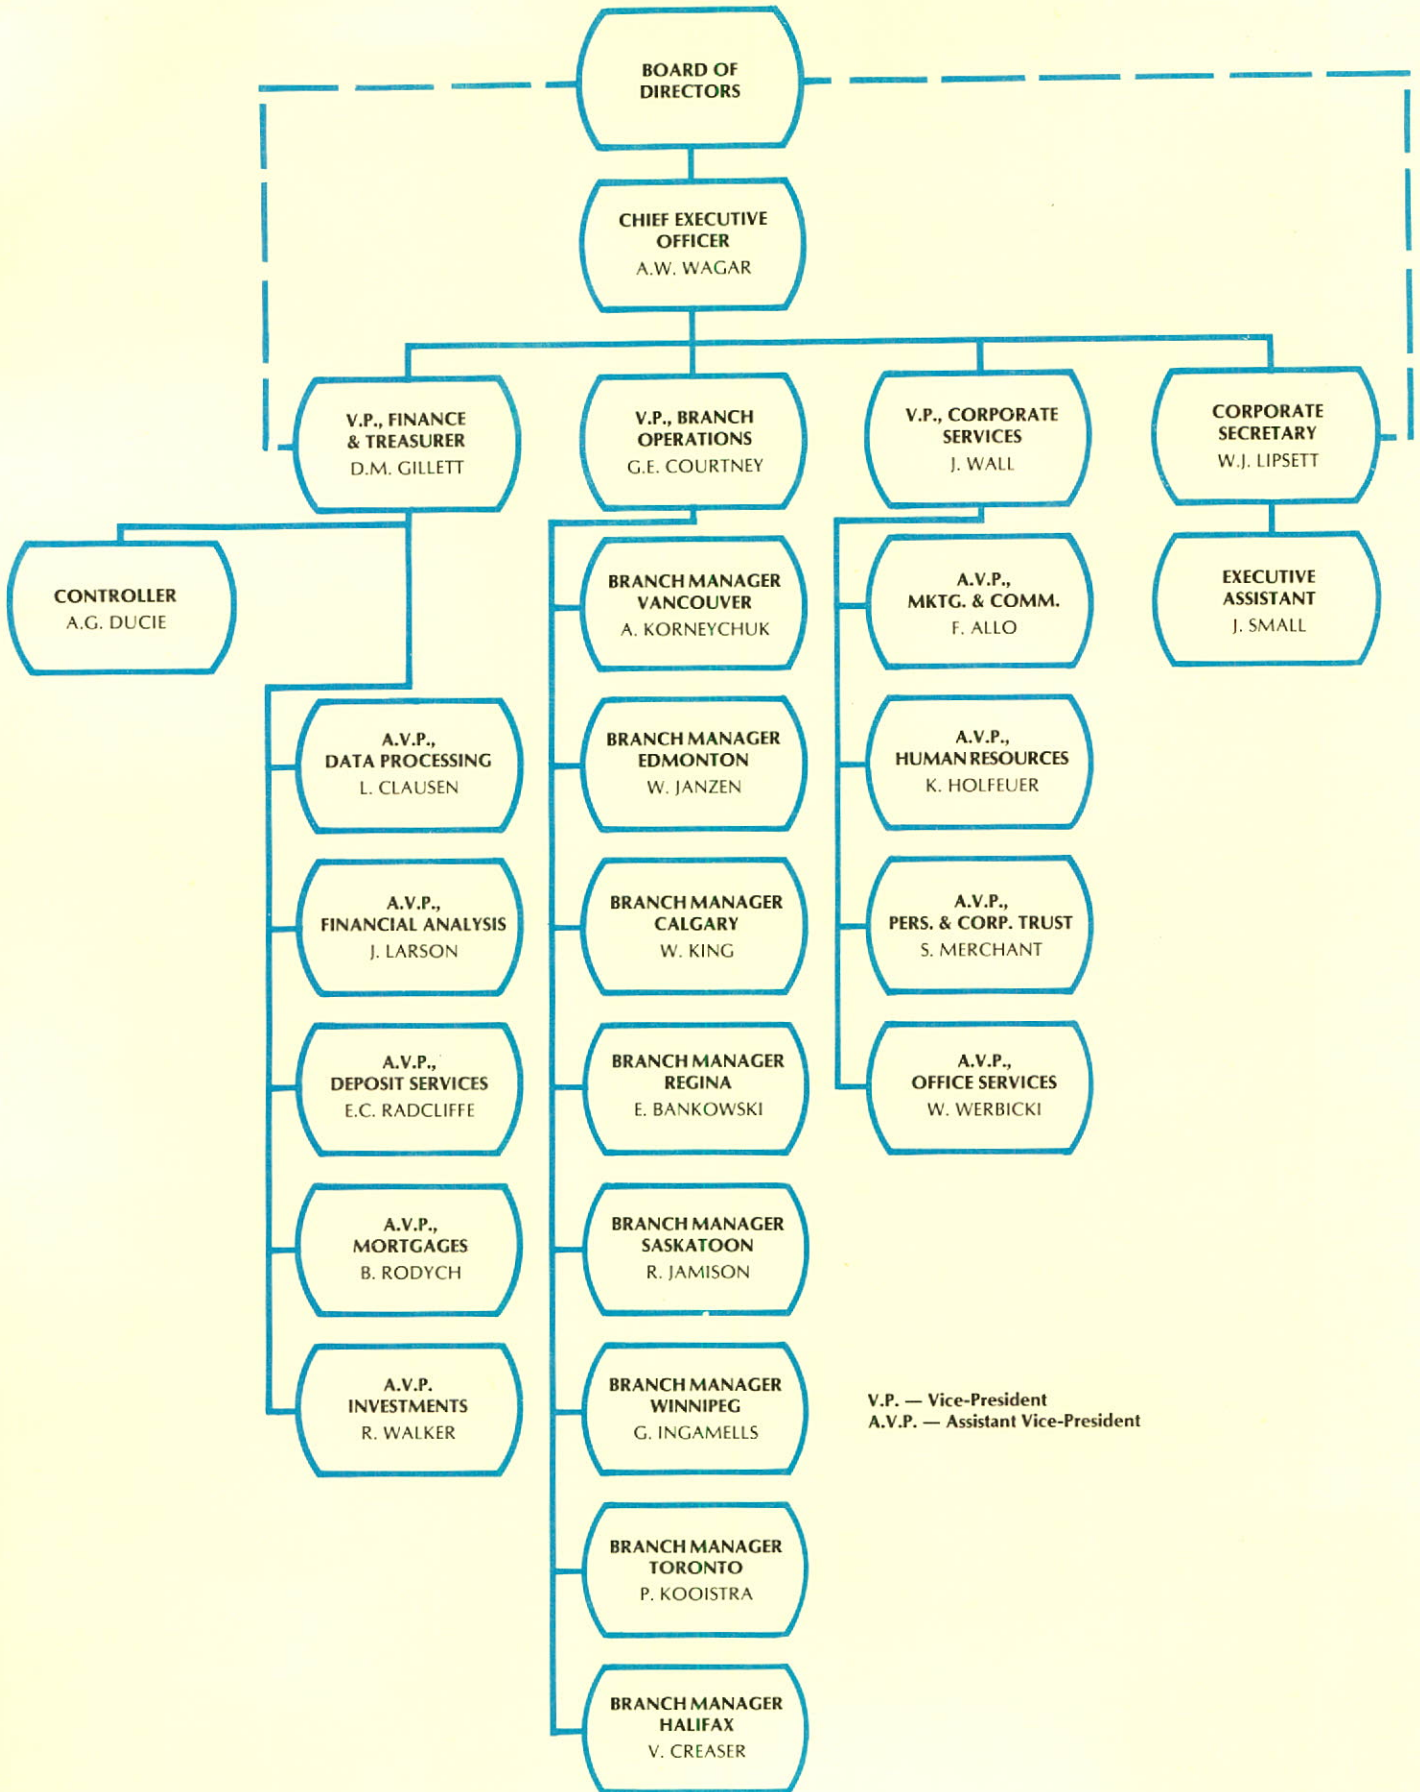 BOARD OF
DIRECTORS
CHIEF EXECUTIVE
OFFICER
A.W. WAGAR
V.P., FINANCE
& TREASURER
D.M. GILLETT
V.P., BRANCH
OPERATIONS
G.E. COURTNEY
V.P., CORPORATE
SERVICES
J. WALL
CORPORATE
SECRETARY
W.J. LIPSETT
CONTROLLER
A.G. DUCIE
A.V.P.,
DATA PROCESSING
L. CLAUSEN
A.V.P.,
FINANCIAL ANALYSIS
J. LARSON
A.V.P.,
DEPOSIT SERVICES
E.C. RADCLIFFE
A.V.P.,
MORTGAGES
B. RODYCH
A.V.P.
INVESTMENTS
R. WALKER
BRANCH MANAGER
VANCOUVER
A. KORNEYCHUK
BRANCH MANAGER
EDMONTON
W. JANZEN
BRANCH MANAGER
CALGARY
W. KING
BRANCH MANAGER
REGINA
E. BANKOWSKI
BRANCH MANAGER
SASKATOON
R. JAMISON
BRANCH MANAGER
WINNIPEG
G. INGAMELLS
BRANCH MANAGER
TORONTO
P. KOOISTRA
BRANCH MANAGER
HALIFAX
V. CREASER
A.V.P.,
MKTG. & COMM.
F. ALLO
A.V.P.,
HUMAN RESOURCES
K. HOLFEUER
A.V.P.,
PERS. & CORP. TRUST
S. MERCHANT
A.V.P.,
OFFICE SERVICES
W. WERBICKI
EXECUTIVE
ASSISTANT
J. SMALL
V.P. — Vice-President
A.V.P. — Assistant Vice-President